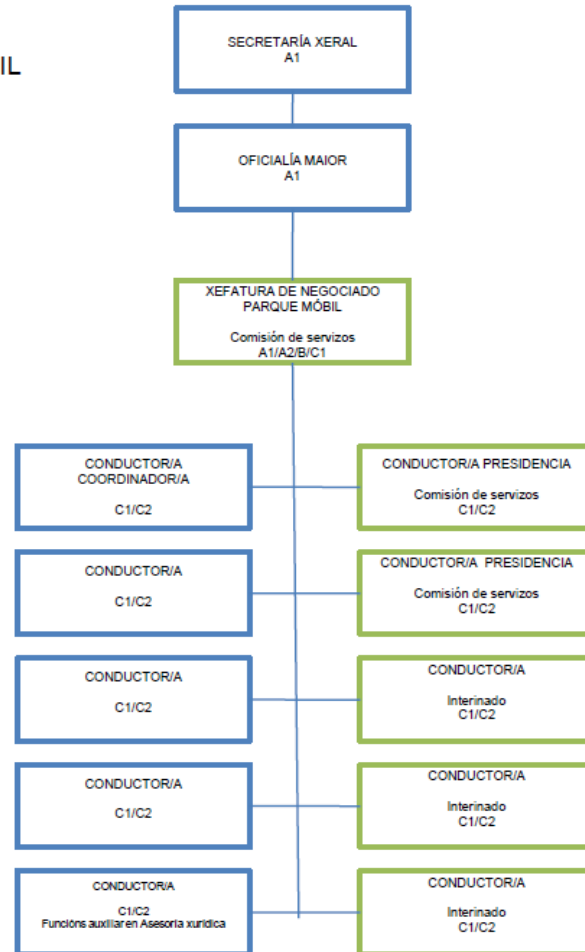 IL
SECRETARÍA XERAL
A1
OFICIALÍA MAIOR
A1
XEFATURA DE NEGOCIADO
PARQUE MÓBIL
Comisión de servizos
A1/A2/B/C1
CONDUCTOR/A
COORDINADOR/A
C1/C2
CONDUCTOR/A PRESIDENCIA
Comisión de servizos
C1/C2
CONDUCTOR/A
C1/C2
CONDUCTOR/A PRESIDENCIA
Comisión de servizos
C1/C2
CONDUCTOR/A
C1/C2
CONDUCTOR/A
Interinado
C1/C2
CONDUCTOR/A
C1/C2
CONDUCTOR/A
Interinado
C1/C2
CONDUCTOR/A
C1/C2
Funcións auxiliar en Asesoría xurídica
CONDUCTOR/A
Interinado
C1/C2